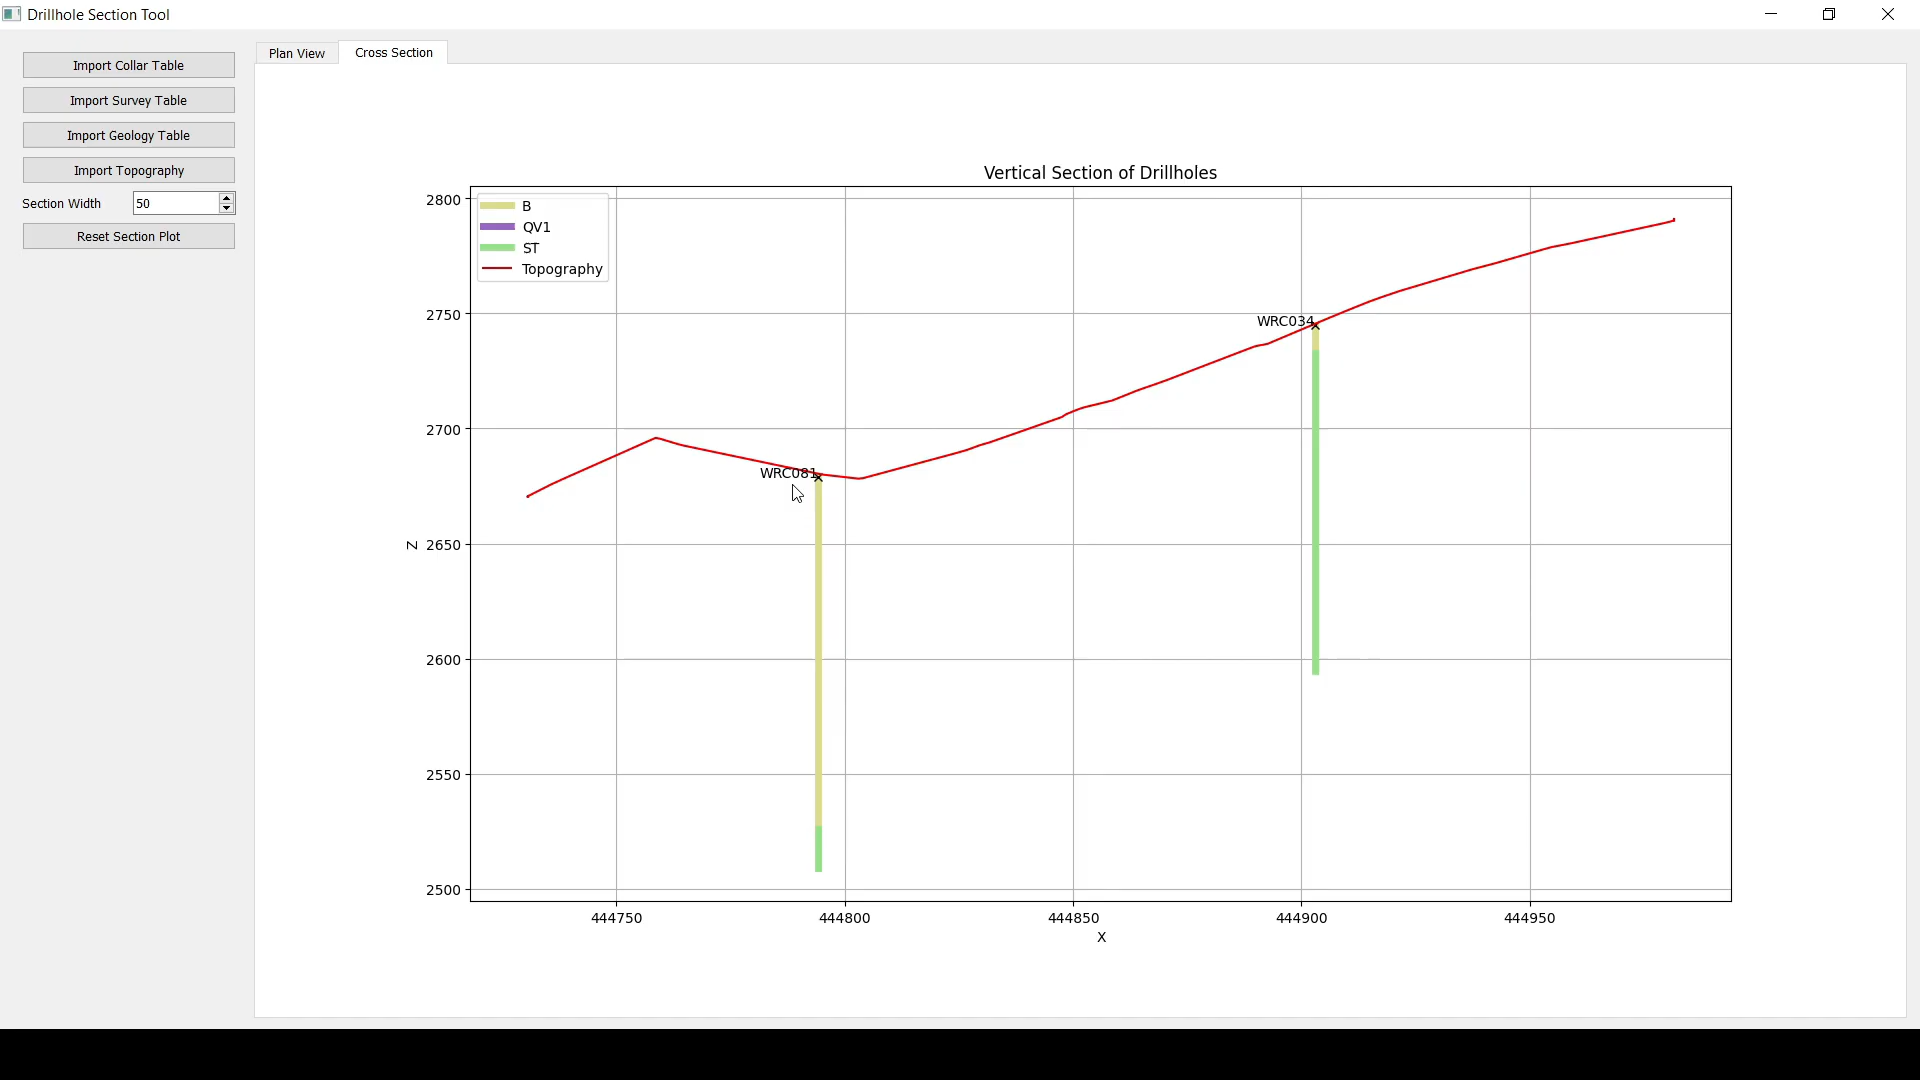 Drillhole Section Tool
Import Collar Table
Import Survey Table
Import Geology Table
Import Topography
Section Width 50
Reset Section Plot
Plan View Cross Section
Vertical Section of Drillholes
B
QV1
ST
Topography
2800
2750
2700
2650
2600
2550
2500
Z
WRC034
WRC081
444750 444800 444850 444900 444950
X